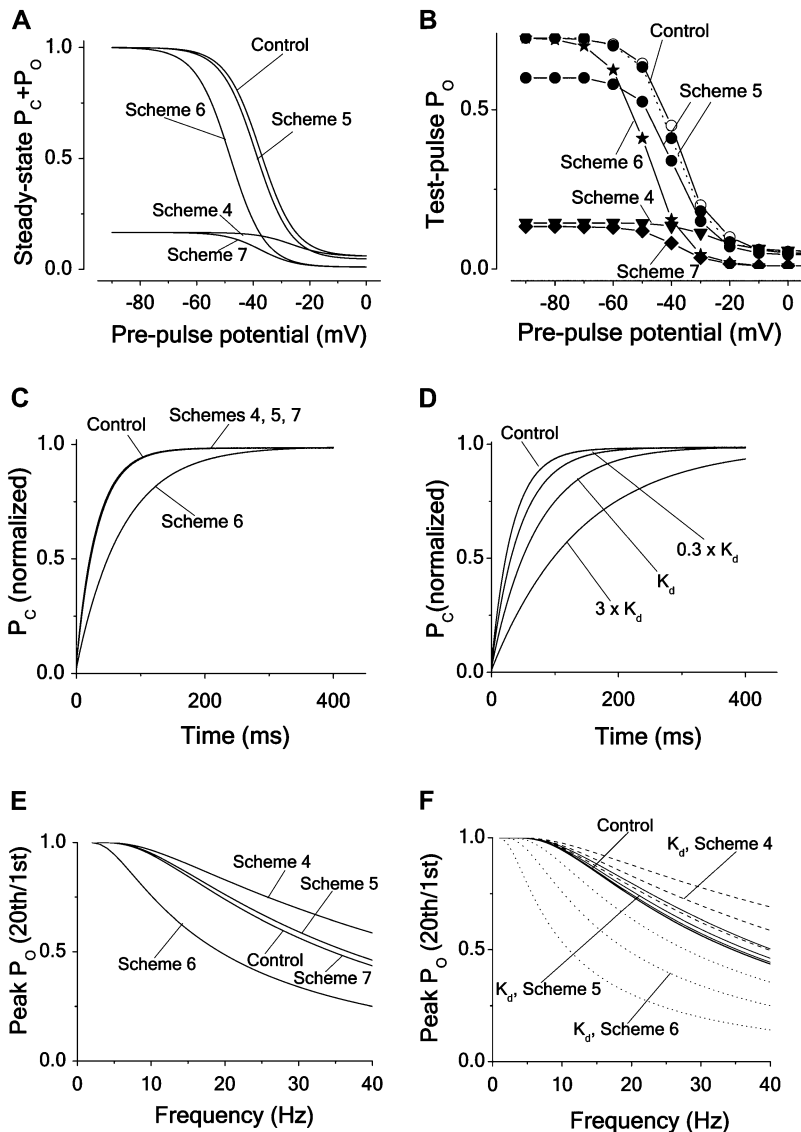 A
Steady-state P_C+P_O
1.0
0.5
0.0
Control
Scheme 6
Scheme 5
Scheme 4
Scheme 7
-80 -60 -40 -20 0
Pre-pulse potential (mV)
B
Test-pulse P_O
0.5
0.0
Control
Scheme 5
Scheme 6
Scheme 4
Scheme 7
-80 -60 -40 -20 0
Pre-pulse potential (mV)
C
P_C (normalized)
1.0
0.5
0.0
Control
Schemes 4, 5, 7
Scheme 6
0 200 400
Time (ms)
D
P_C(normalized)
1.0
0.5
0.0
Control
0.3 x K_d
K_d
3 x K_d
0 200 400
Time (ms)
E
Peak P_O (20th/1st)
1.0
0.5
0.0
Scheme 4
Scheme 5
Control
Scheme 7
Scheme 6
0 10 20 30 40
Frequency (Hz)
F
Peak P_O (20th/1st)
1.0
0.5
0.0
Control
K_d, Scheme 4
K_d, Scheme 5
K_d, Scheme 6
0 10 20 30 40
Frequency (Hz)